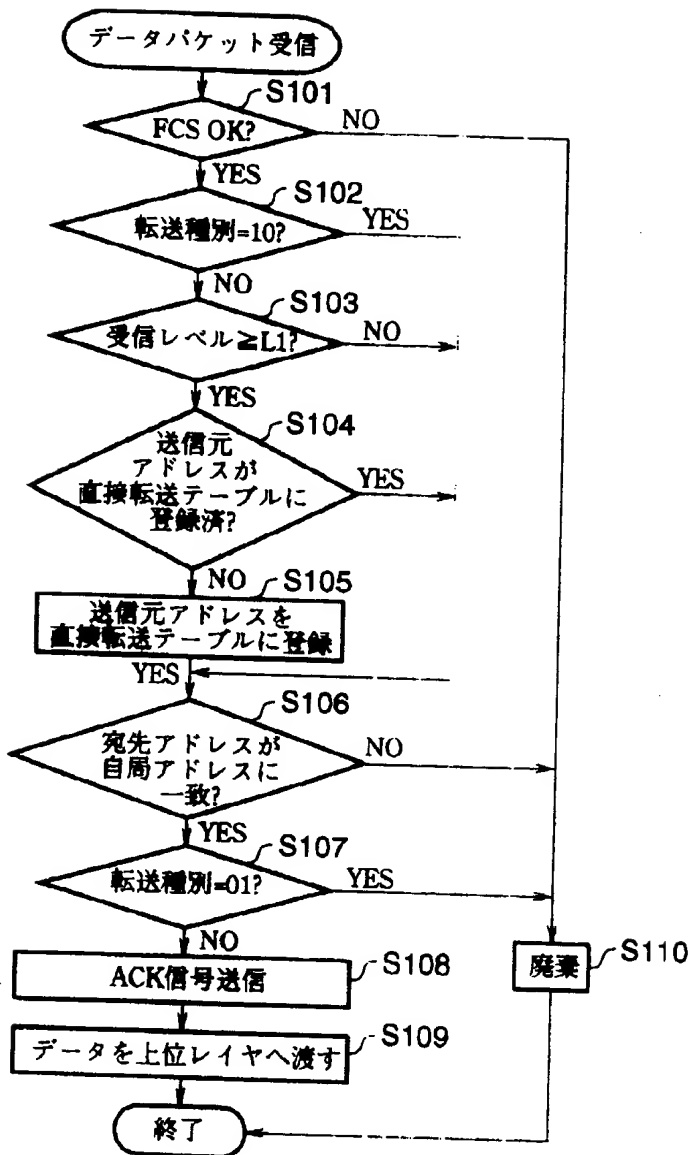 データパケット受信
S101
FCS OK?
NO
YES
S102
転送種別=10?
YES
NO
S103
受信レベル≧L1?
NO
YES
S104
送信元
アドレスが
直接転送テーブルに
登録済?
YES
NO
S105
送信元アドレスを
直接転送テーブルに登録
YES
S106
宛先アドレスが
自局アドレスに
一致?
NO
YES
S107
転送種別=01?
YES
NO
S108
ACK信号送信
S110
廃棄
S109
データを上位レイヤへ渡す
終了